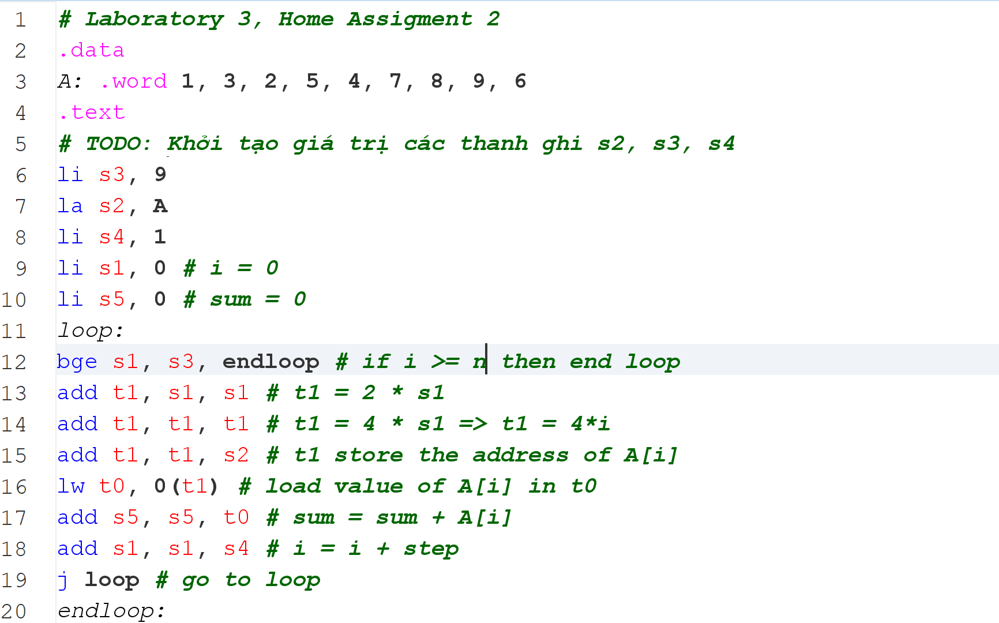 1 # Laboratory 3, Home Assigment 2
2 .data
3 A: .word 1, 3, 2, 5, 4, 7, 8, 9, 6
4 .text
5 # TODO: Khởi tạo giá trị các thanh ghi s2, s3, s4
6 li s3, 9
7 la s2, A
8 li s4, 1
9 li s1, 0 # i = 0
10 li s5, 0 # sum = 0
11 loop:
12 bge s1, s3, endloop # if i >= n then end loop
13 add t1, s1, s1 # t1 = 2 * s1
14 add t1, t1, t1 # t1 = 4 * s1 => t1 = 4*i
15 add t1, t1, s2 # t1 store the address of A[i]
16 lw t0, 0(t1) # load value of A[i] in t0
17 add s5, s5, t0 # sum = sum + A[i]
18 add s1, s1, s4 # i = i + step
19 j loop # go to loop
20 endloop: